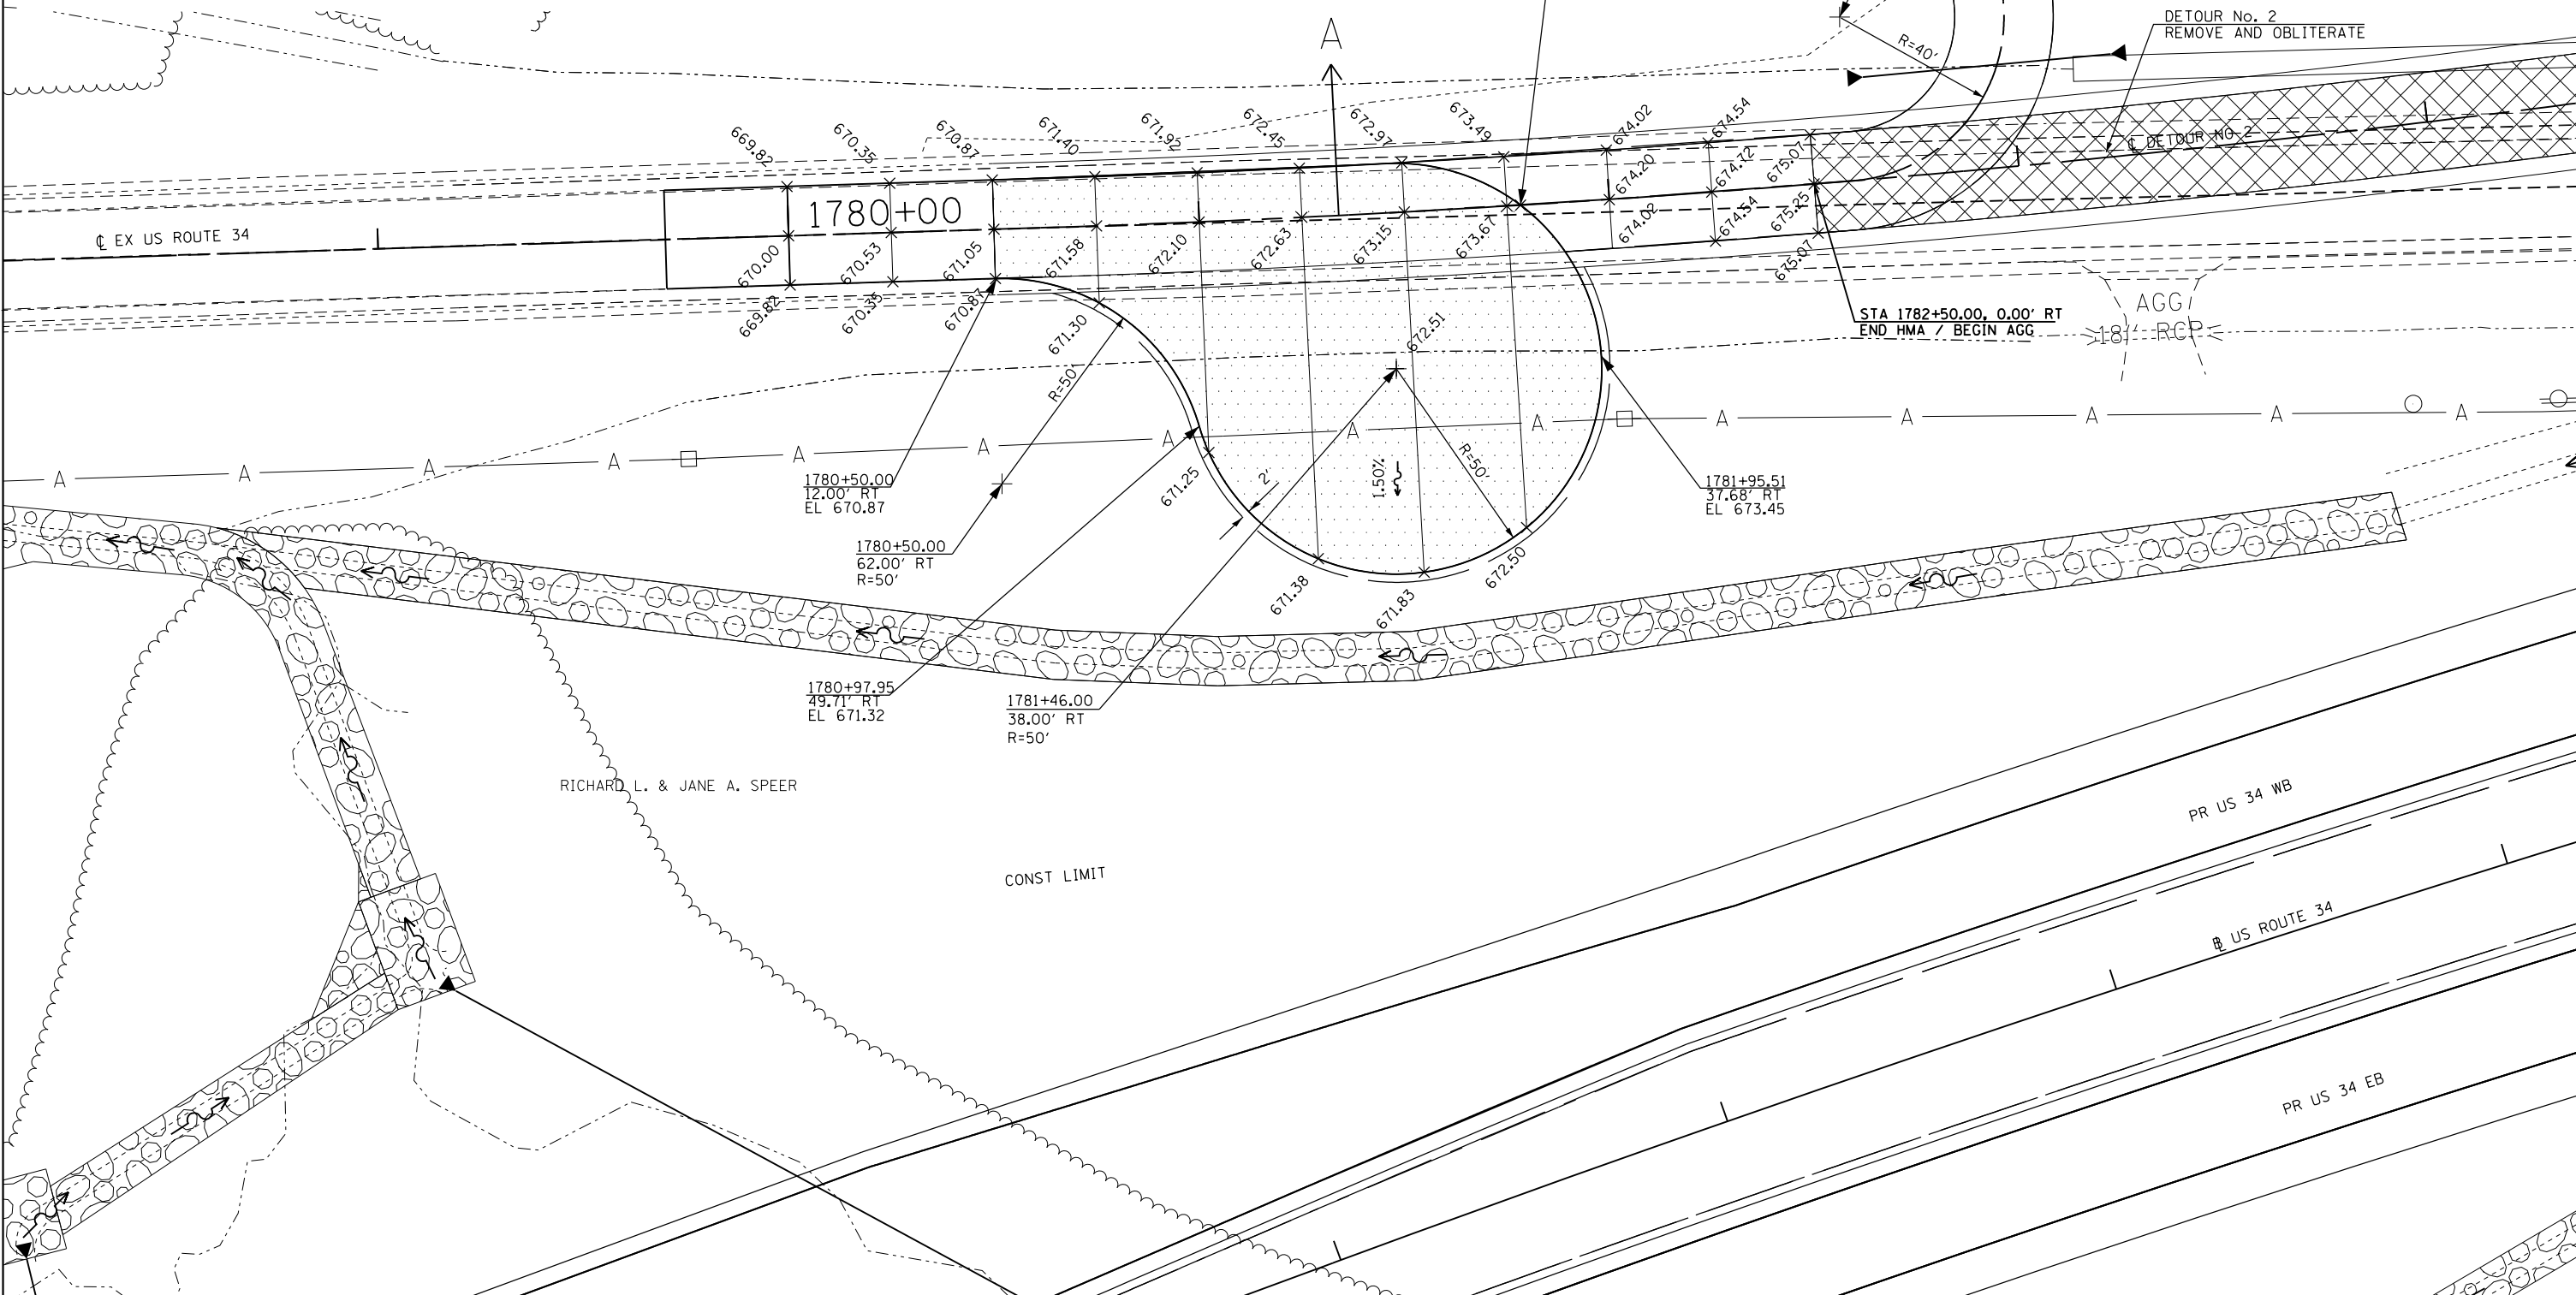 DETOUR No. 2
REMOVE AND OBLITERATE
A
R=40'
669.82
670.35
670.87
671.40
671.92
672.45
672.97
673.49
674.02
674.54
675.07
℄ DETOUR NO 2
1780+00
℄ EX US ROUTE 34
670.00
670.53
671.05
671.58
672.10
672.63
673.15
673.67
674.20
674.72
675.25
669.82
670.35
670.87
674.02
674.54
675.07
671.30
R=50'
672.51
STA 1782+50.00, 0.00' RT
END HMA / BEGIN AGG
AGG
18" RCP
A A A A A A A A A A A A A A
1780+50.00
12.00' RT
EL 670.87
671.25
2'
1.50%
R=50'
1781+95.51
37.68' RT
EL 673.45
1780+50.00
62.00' RT
R=50'
671.38
671.83
672.50
1780+97.95
49.71' RT
EL 671.32
1781+46.00
38.00' RT
R=50'
RICHARD L. & JANE A. SPEER
CONST LIMIT
PR US 34 WB
℄ US ROUTE 34
PR US 34 EB